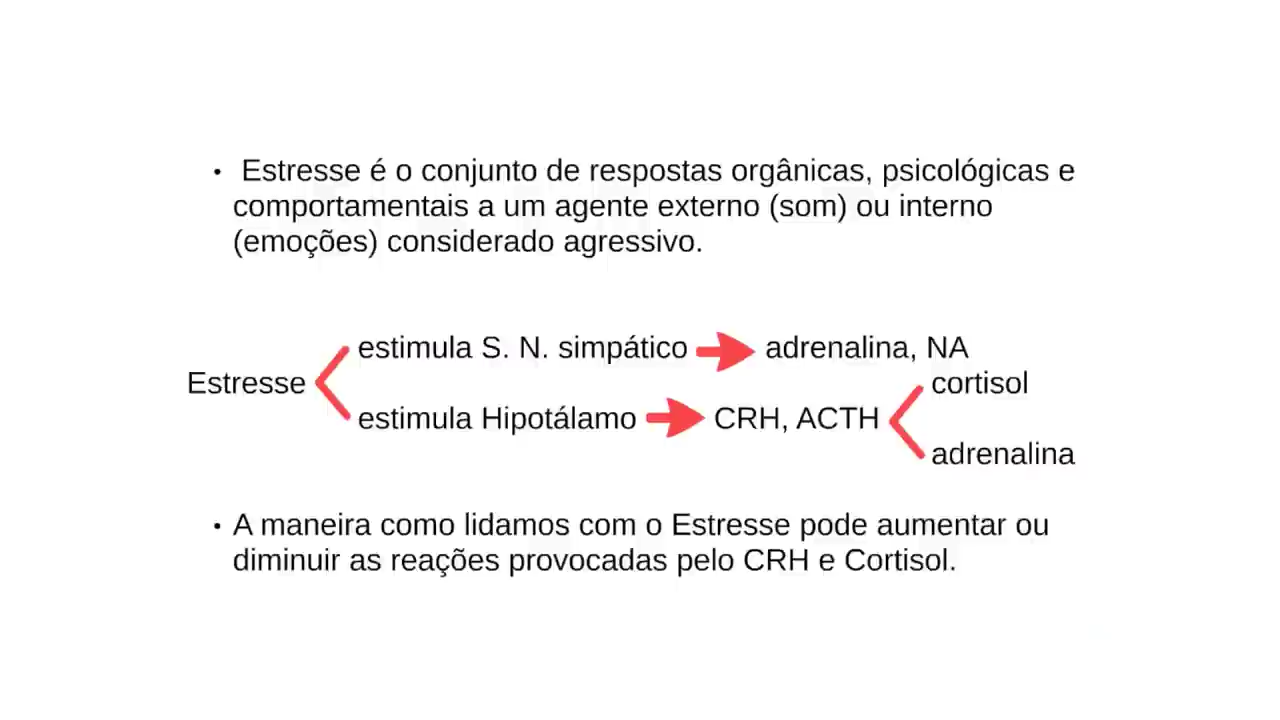 • Estresse é o conjunto de respostas orgânicas, psicológicas e
comportamentais a um agente externo (som) ou interno
(emoções) considerado agressivo.
estimula S. N. simpático adrenalina, NA
Estresse cortisol
estimula Hipotálamo CRH, ACTH
adrenalina
• A maneira como lidamos com o Estresse pode aumentar ou
diminuir as reações provocadas pelo CRH e Cortisol.